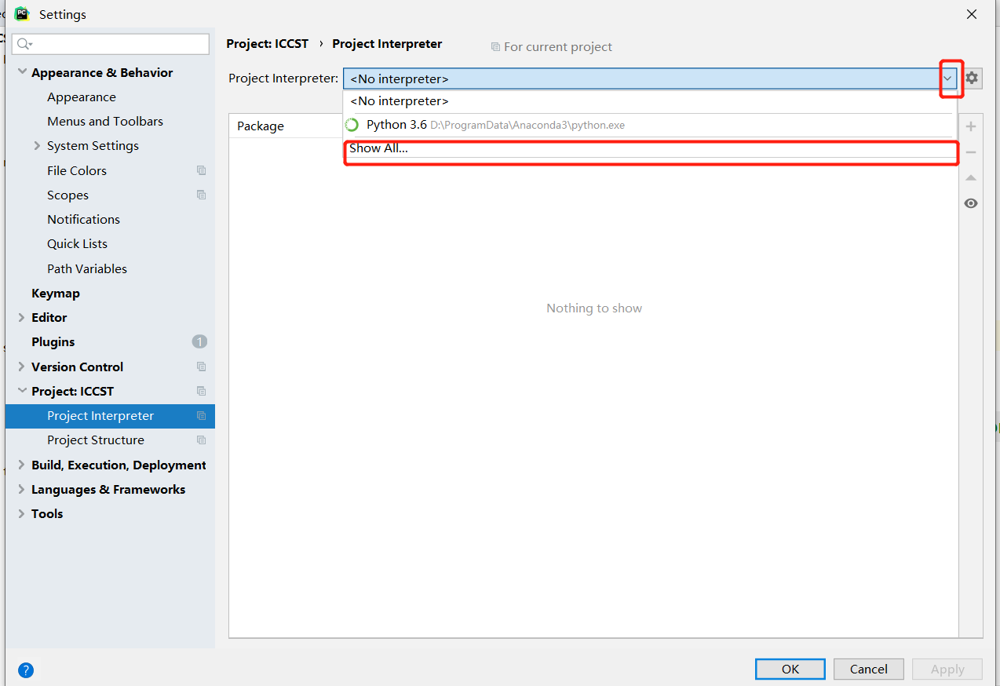 Settings
Project: ICCST › Project Interpreter
For current project
Appearance & Behavior
Appearance
Menus and Toolbars
System Settings
File Colors
Scopes
Notifications
Quick Lists
Path Variables
Keymap
Editor
Plugins 1
Version Control
Project: ICCST
Project Interpreter
Project Structure
Build, Execution, Deployment
Languages & Frameworks
Tools
Project Interpreter: <No interpreter>
<No interpreter>
Python 3.6 D:\ProgramData\Anaconda3\python.exe
Show All...
Package
Nothing to show
?
OK
Cancel
Apply